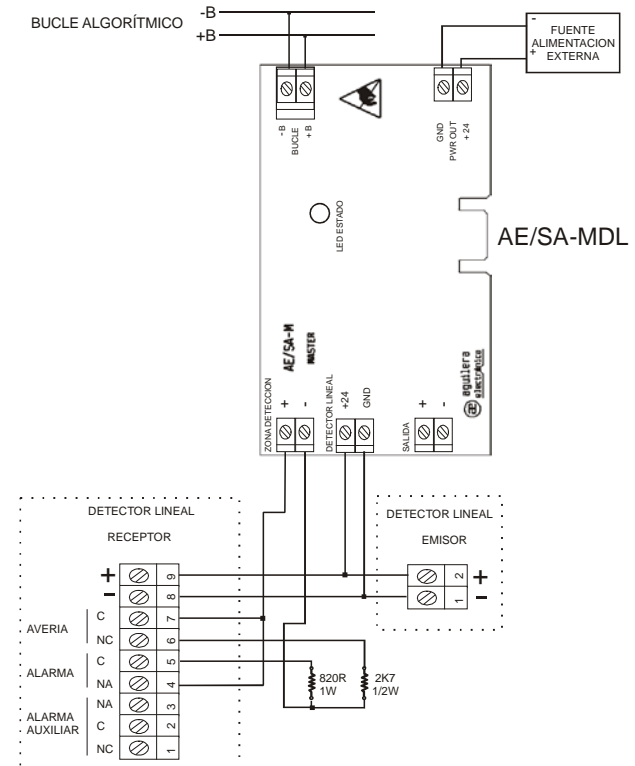 BUCLE ALGORÍTMICO
-B
+B
-
+
FUENTE
ALIMENTACION
EXTERNA
-B
BUCLE
+B
GND
PWR OUT
+24
LED ESTADO
AE/SA-MDL
AE/SA-M
MASTER
aguilera
electrónica
ae
ZONA DETECCION
+
-
DETECTOR LINEAL
+24
GND
SALIDA
+
-
DETECTOR LINEAL
RECEPTOR
DETECTOR LINEAL
EMISOR
+
9
-
8
AVERIA
C
7
NC
6
ALARMA
C
5
NA
4
ALARMA
AUXILIAR
NA
3
C
2
NC
1
2
+
1
-
820R
1W
2K7
1/2W